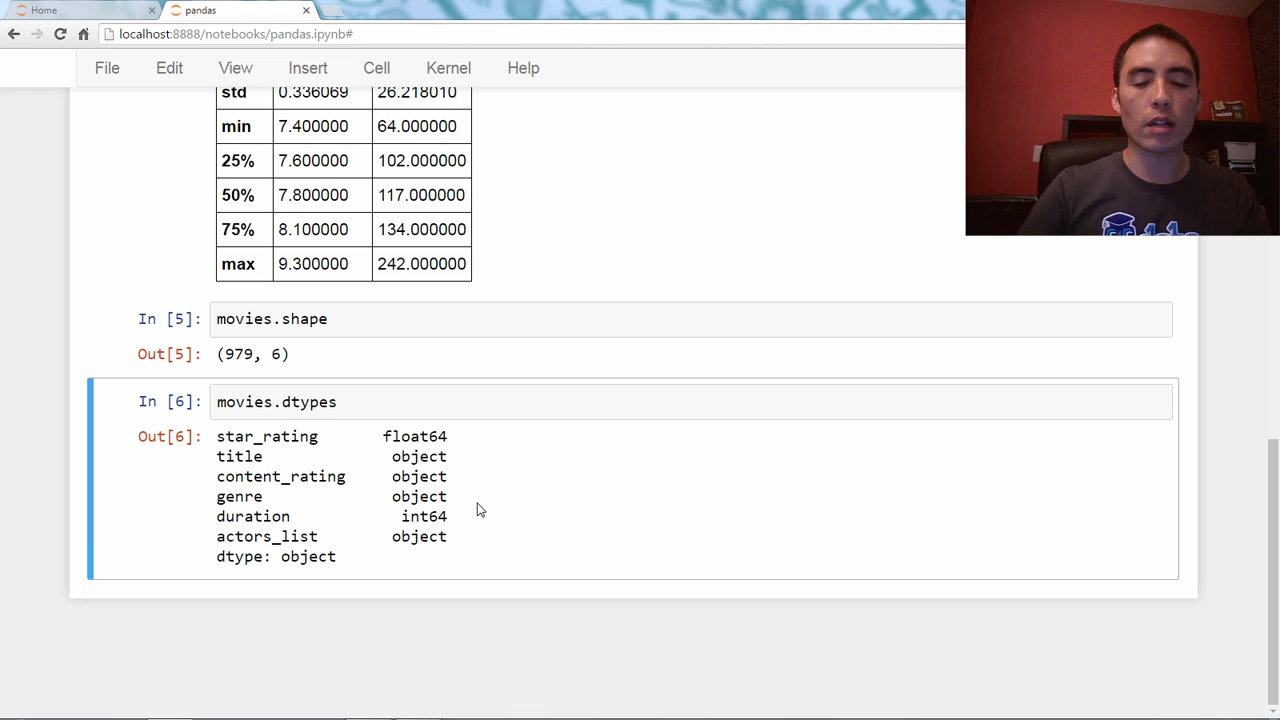 Home
pandas
localhost:8888/notebooks/pandas.ipynb#
File Edit View Insert Cell Kernel Help
std 0.336069 26.218010
min 7.400000 64.000000
25% 7.600000 102.000000
50% 7.800000 117.000000
75% 8.100000 134.000000
max 9.300000 242.000000
In [5]: movies.shape
Out[5]: (979, 6)
In [6]: movies.dtypes
Out[6]: star_rating float64
title object
content_rating object
genre object
duration int64
actors_list object
dtype: object